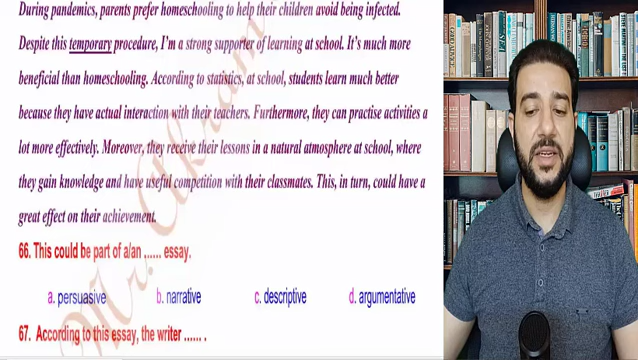 During pandemics, parents prefer homeschooling to help their children avoid being infected.
Despite this temporary procedure, I'm a strong supporter of learning at school. It's much more
beneficial than homeschooling. According to statistics, at school, students learn much better
because they have actual interaction with their teachers. Furthermore, they can practise activities a
lot more effectively. Moreover, they receive their lessons in a natural atmosphere at school, where
they gain knowledge and have useful competition with their classmates. This, in turn, could have a
great effect on their achievement.
66. This could be part of a/an ...... essay.
a. persuasive b. narrative c. descriptive d. argumentative
67. According to this essay, the writer ...... .
Mr. Akram